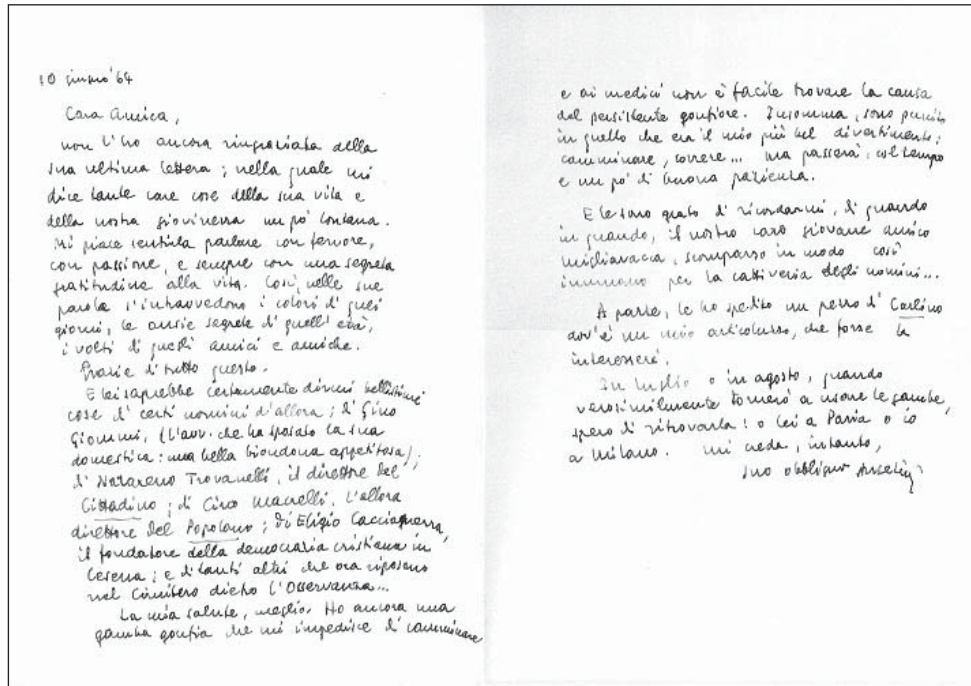 10 giugno '64
Cara Amica,
non l'ho ancora ringraziata della
sua ultima lettera; nella quale mi
dice tante care cose della sua vita e
della nostra giovinezza un po' lontana.
Mi piace sentirla parlare con fervore,
con passione, e sempre con una segreta
gratitudine alla vita. Così, nelle sue
parole s'intravvedono i colori di quei
giorni, le ansie segrete di quell'età,
i volti di quegli amici e amiche.
Grazie di tutto questo.
E lei saprebbe certamente dirmi bellissime
cose di certi uomini d'allora; di Gino
Giommi, (l'avv. che ha sposato la sua
domestica: una bella biondona appetitosa);
di Nazareno Trovanelli, il direttore del
Cittadino; di Cino Macrelli, l'allora
direttore del Popolano; di Eligio Cacciaguerra,
il fondatore della democrazia cristiana in
Cesena; e di tanti altri che ora riposano
nel Cimitero dietro l'Osservanza...
La mia salute, meglio. Ho ancora una
gamba gonfia che mi impedisce di camminare
e ai medici non è facile trovare la causa
del persistente gonfiore. Insomma, sono punito
in quello che era il mio più bel divertimento:
camminare, correre... ma passerà: col tempo
e un po' di buona pazienza.
E le sono grato di ricordarmi, di quando
in quando, il nostro caro giovane amico
Migliavacca, scomparso in modo così
inumano per la cattiveria degli uomini...
A parte, le ho spedito un pezzo di Carlino
dov'è un mio articoluzzo, che forse la
interesserà.
In luglio o in agosto, quando
verosimilmente tornerò a usare le gambe,
spero di ritrovarla: o lei a Pavia o io
a Milano. Mi creda, intanto,
suo obbligato